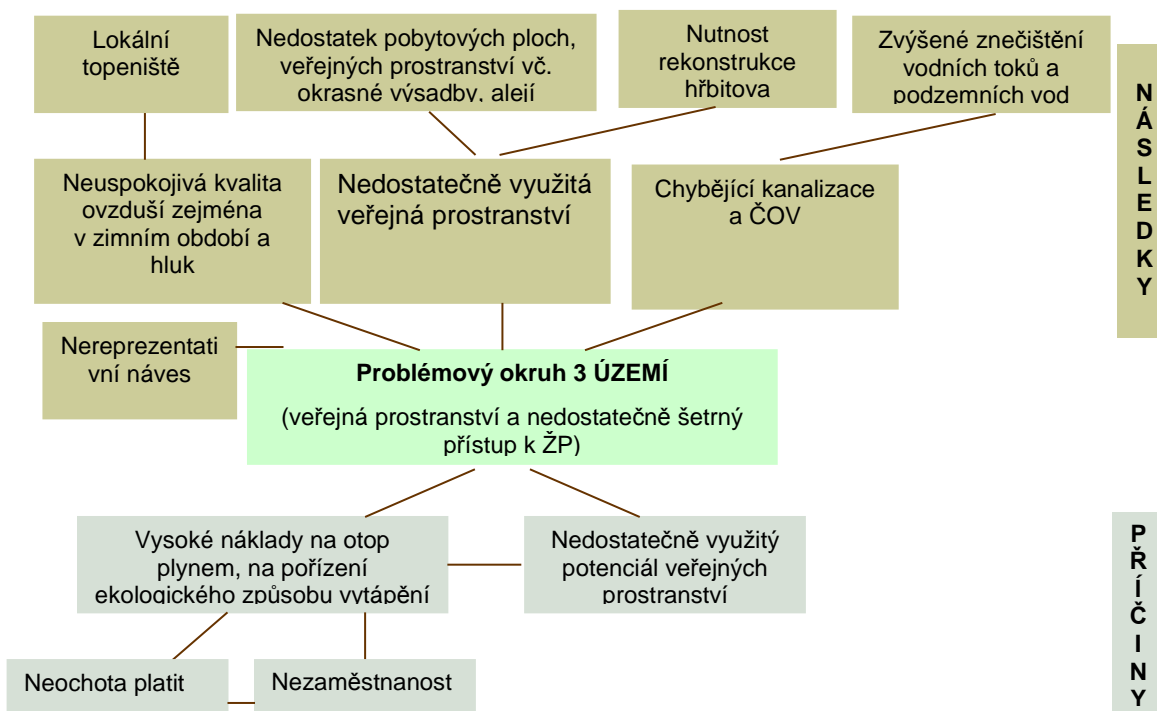 Lokální
topeniště
Nedostatek pobytových ploch,
veřejných prostranství vč.
okrasné výsadby, alejí
Nutnost
rekonstrukce
hřbitova
Zvýšené znečištění
vodních toků a
podzemních vod
N
Á
S
L
E
D
K
Y
Neuspokojivá kvalita
ovzduší zejména
v zimním období a
hluk
Nedostatečně využitá
veřejná prostranství
Chybějící kanalizace
a ČOV
Nereprezentati
vní náves
Problémový okruh 3 ÚZEMÍ
(veřejná prostranství a nedostatečně šetrný
přístup k ŽP)
Vysoké náklady na otop
plynem, na pořízení
ekologického způsobu vytápění
Nedostatečně využitý
potenciál veřejných
prostranství
P
Ř
Í
Č
I
N
Y
Neochota platit
Nezaměstnanost